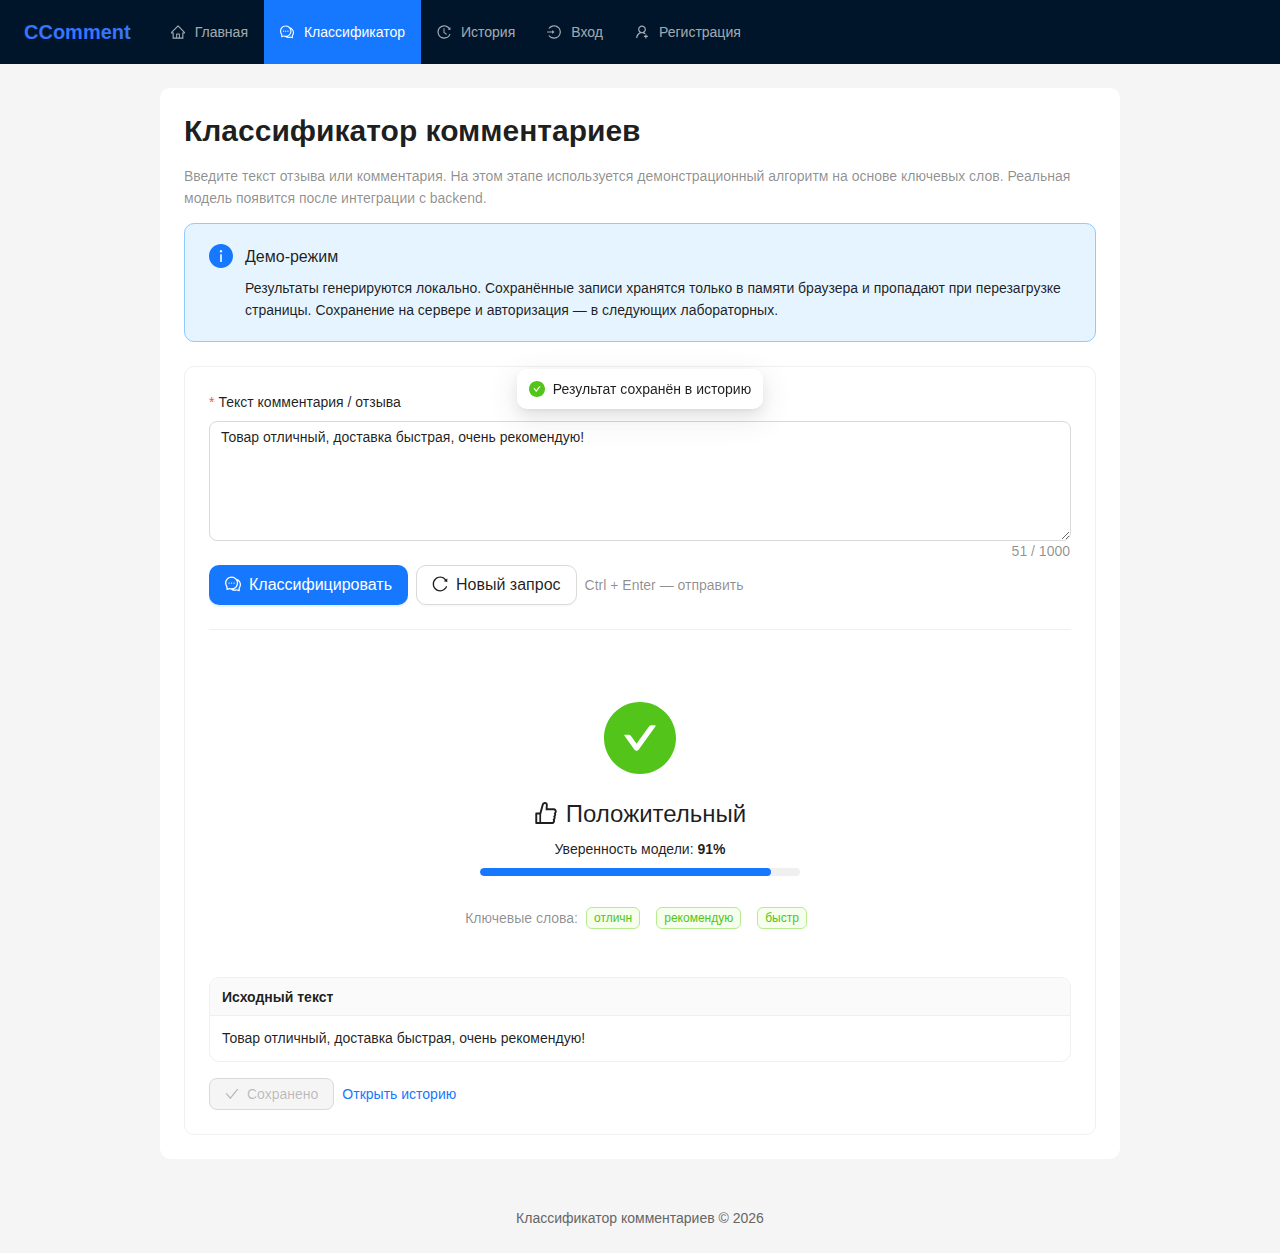 CComment
Главная
Классификатор
История
Вход
Регистрация
Классификатор комментариев
Введите текст отзыва или комментария. На этом этапе используется демонстрационный алгоритм на основе ключевых слов. Реальная
модель появится после интеграции с backend.
Демо-режим
Результаты генерируются локально. Сохранённые записи хранятся только в памяти браузера и пропадают при перезагрузке
страницы. Сохранение на сервере и авторизация — в следующих лабораторных.
Результат сохранён в историю
* Текст комментария / отзыва
Товар отличный, доставка быстрая, очень рекомендую!
51 / 1000
Классифицировать
Новый запрос
Ctrl + Enter — отправить
Положительный
Уверенность модели: 91%
Ключевые слова: отличн рекомендую быстр
Исходный текст
Товар отличный, доставка быстрая, очень рекомендую!
Сохранено
Открыть историю
Классификатор комментариев © 2026